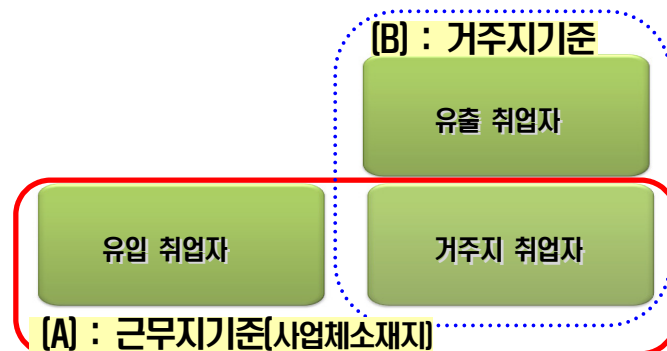 (B) : 거주지기준
유출 취업자
유입 취업자
거주지 취업자
(A) : 근무지기준(사업체소재지)